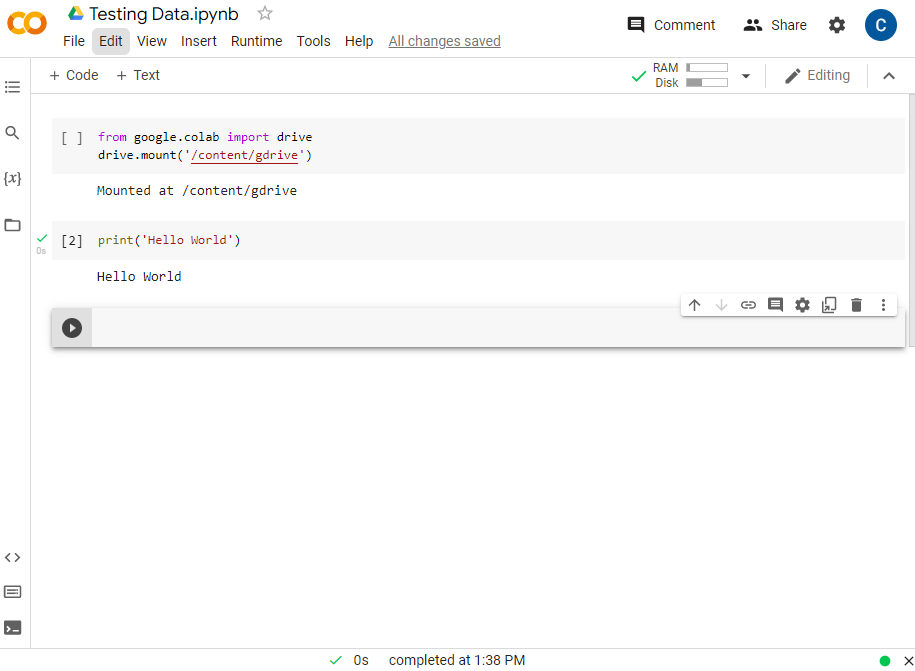 Testing Data.ipynb
Comment Share C
File Edit View Insert Runtime Tools Help All changes saved
+ Code + Text
RAM
Disk
Editing
[ ] from google.colab import drive
drive.mount('/content/gdrive')
Mounted at /content/gdrive
{x}
0s
[2] print('Hello World')
Hello World
0s completed at 1:38 PM